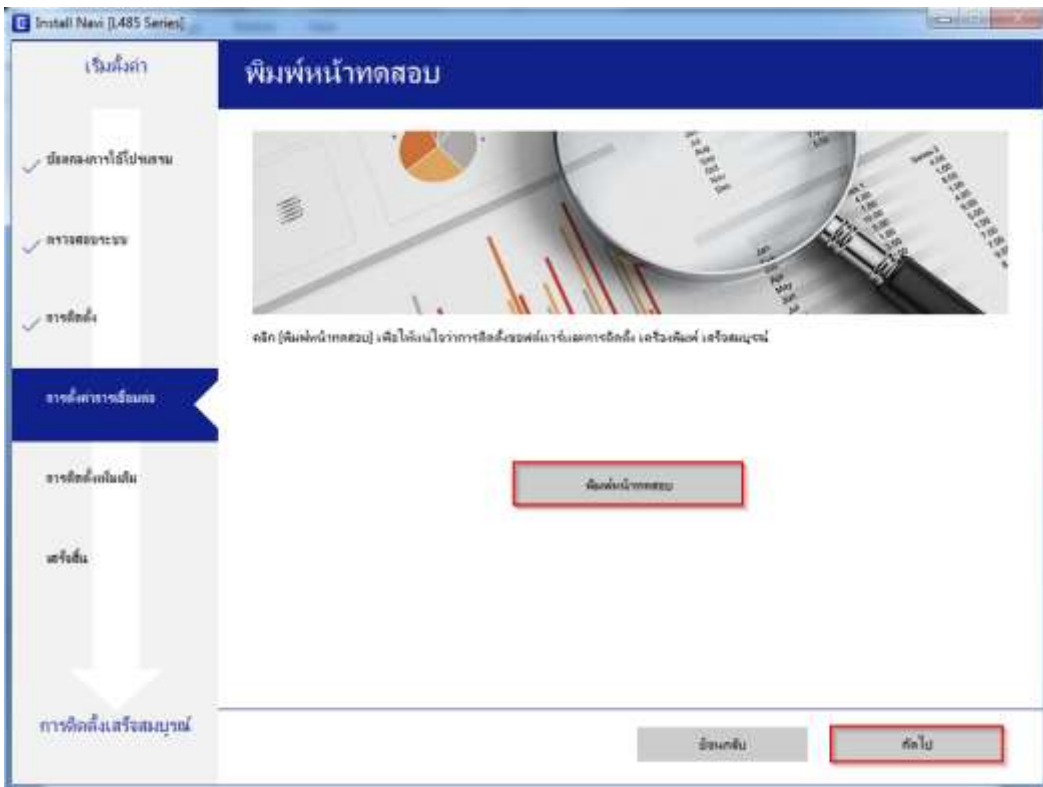 Install Navi [L485 Series]
เริ่มตั้งค่า
พิมพ์หน้าทดสอบ
ข้อตกลงการใช้โปรแกรม
ตรวจสอบระบบ
การติดตั้ง
คลิก [พิมพ์หน้าทดสอบ] เพื่อให้แน่ใจว่าการติดตั้งซอฟต์แวร์และการติดตั้ง เครื่องพิมพ์ เสร็จสมบูรณ์
การตั้งค่าการเชื่อมต่อ
การติดตั้งเพิ่มเติม
พิมพ์หน้าทดสอบ
เสร็จสิ้น
การติดตั้งเสร็จสมบูรณ์
ย้อนกลับ
ถัดไป